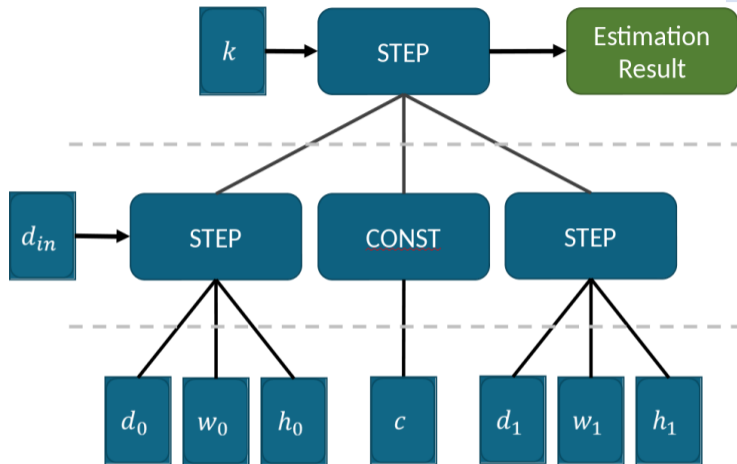 k
STEP
Estimation
Result
d_in
STEP
CONST
STEP
d_0
w_0
h_0
c
d_1
w_1
h_1